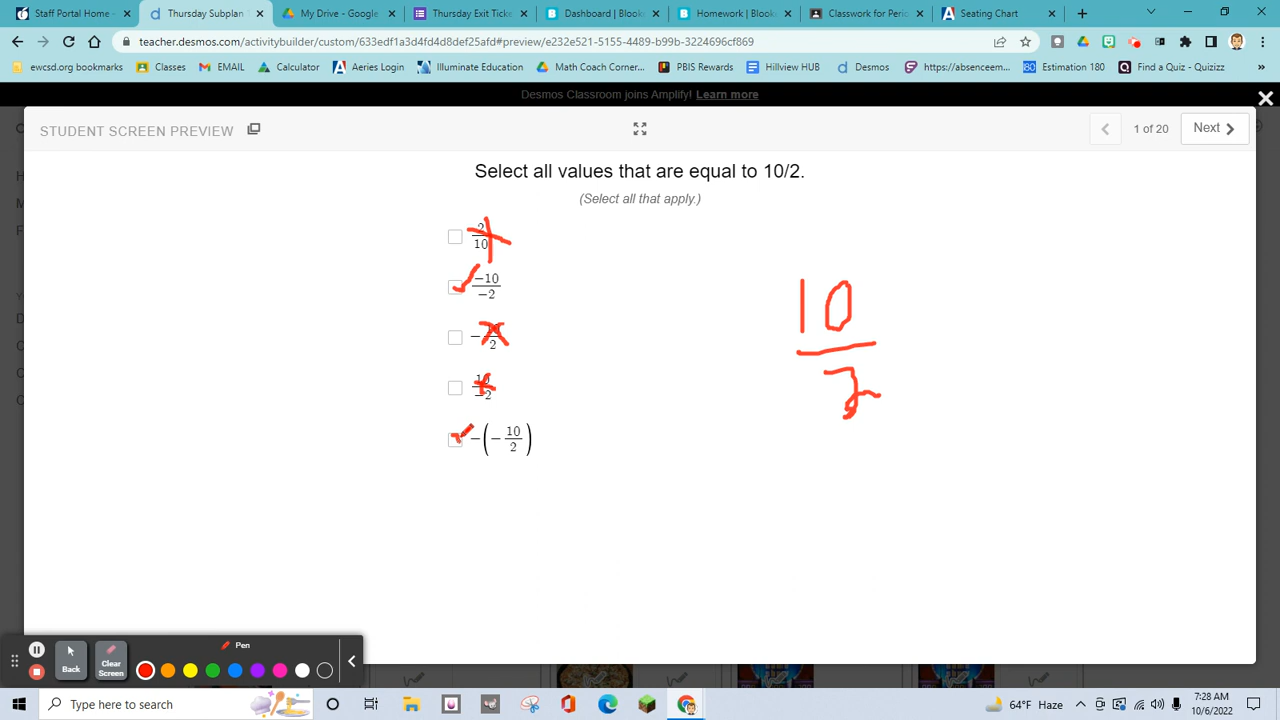 Staff Portal Home - E
Thursday Subplan
My Drive - Google
Thursday Exit Ticke
Dashboard | Blook
Homework | Blook
Classwork for Peri
Seating Chart
teacher.desmos.com/activitybuilder/custom/633edf1a3d4fd4d8def25afd#preview/e232e521-5155-4489-b99b-3224696cf869
ewcsd.org bookmarks
Classes
EMAIL
Calculator
Aeries Login
Illuminate Education
Math Coach Corner...
PBIS Rewards
Hillview HUB
Desmos
https://absenceem...
Estimation 180
Find a Quiz - Quizizz
»
Desmos Classroom joins Amplify! Learn more
STUDENT SCREEN PREVIEW
1 of 20
Next
Select all values that are equal to 10/2.
(Select all that apply.)
2
10
−10
−2
−
2
10
−2
−(−10
2)
10
2
Pen
Back
Clear
Screen
Type here to search
64°F Haze
7:28 AM
10/6/2022